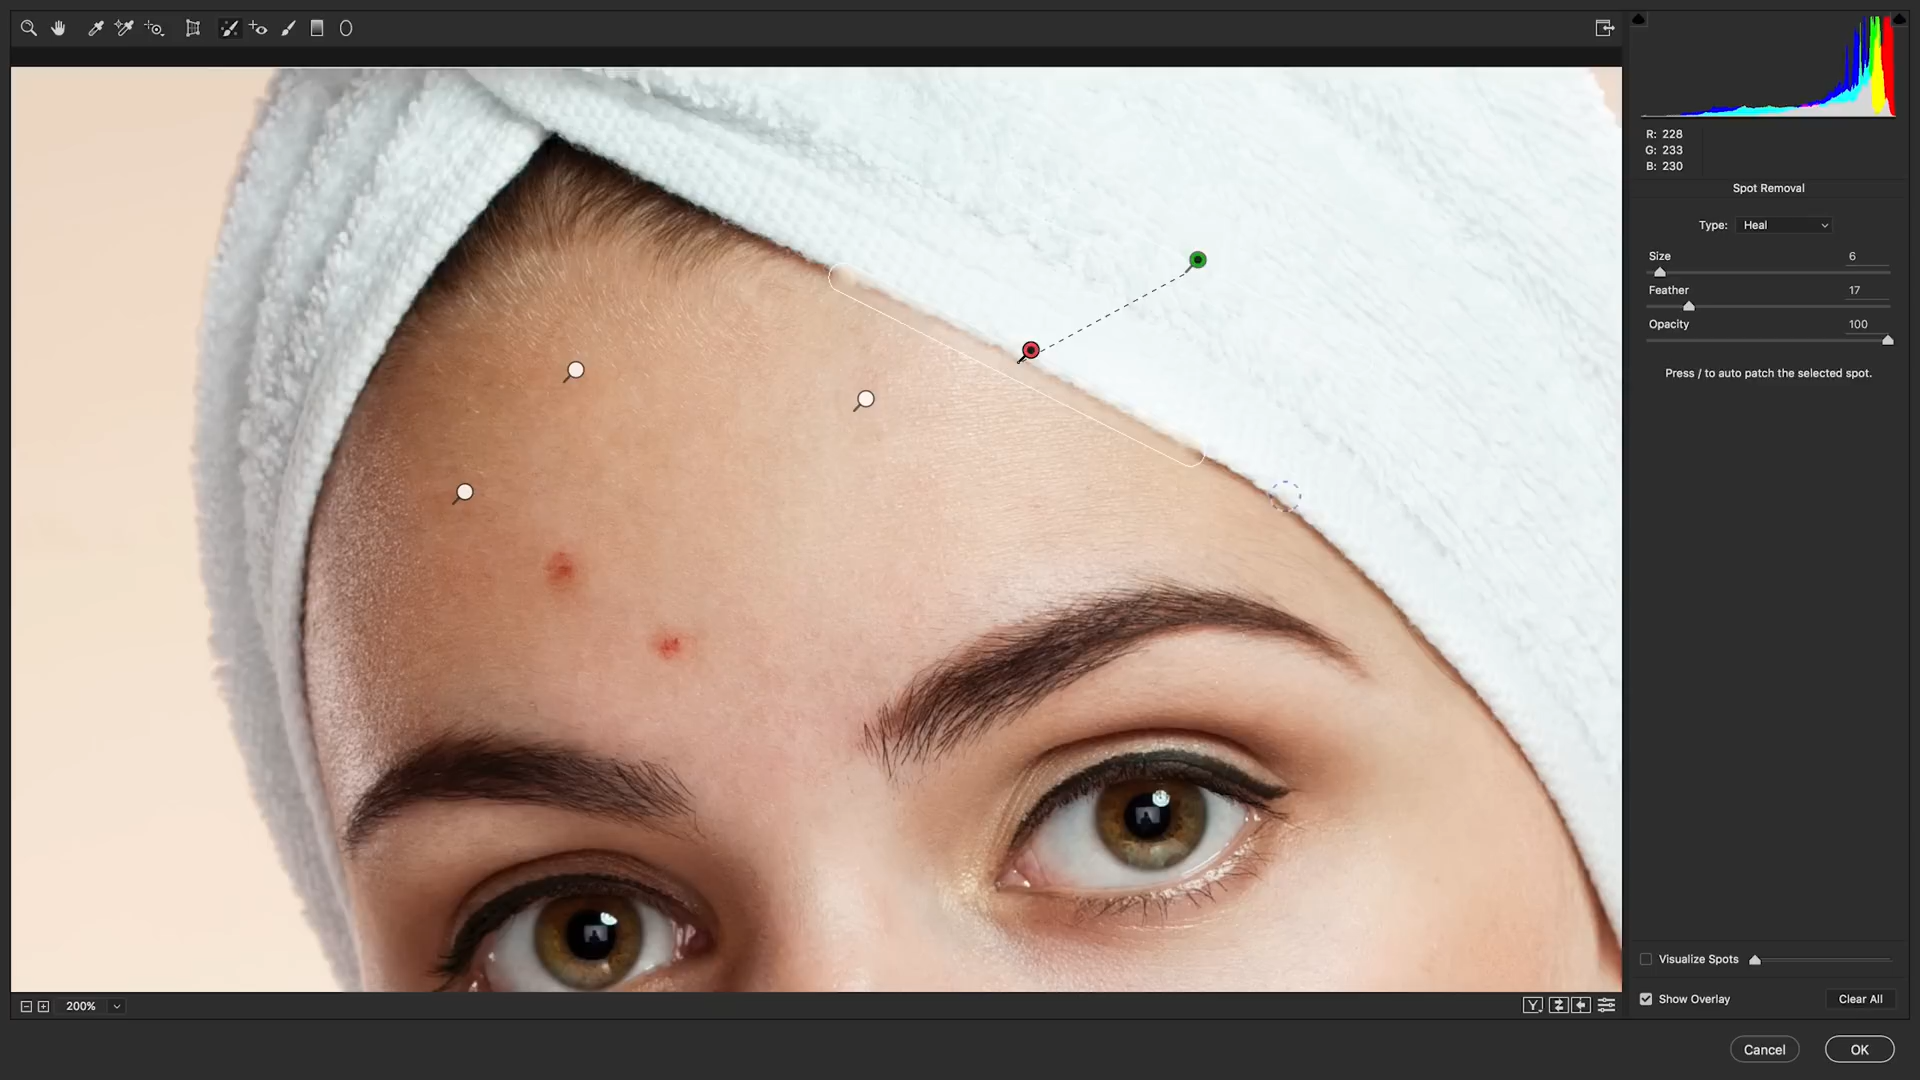 R: 228
G: 233
B: 230
Spot Removal
Type: Heal
Size 6
Feather 17
Opacity 100
Press / to auto patch the selected spot.
Visualize Spots
Show Overlay Clear All
200%
Y
Cancel OK